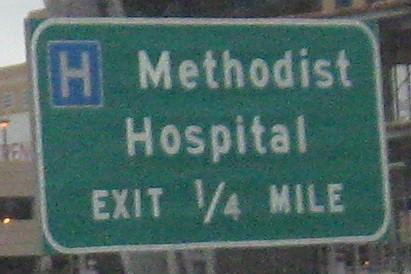 H Methodist
Hospital
EXIT 1/4 MILE